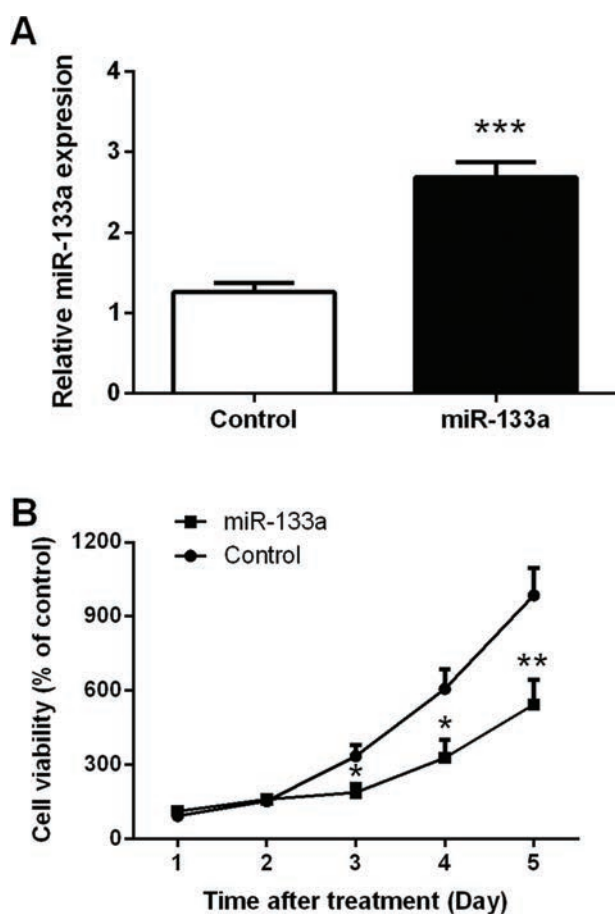 A
Relative miR-133a expresion
4
3
2
1
0
***
Control
miR-133a
B
miR-133a
Control
Cell viability (% of control)
1200
900
600
300
0
*
*
**
1 2 3 4 5
Time after treatment (Day)